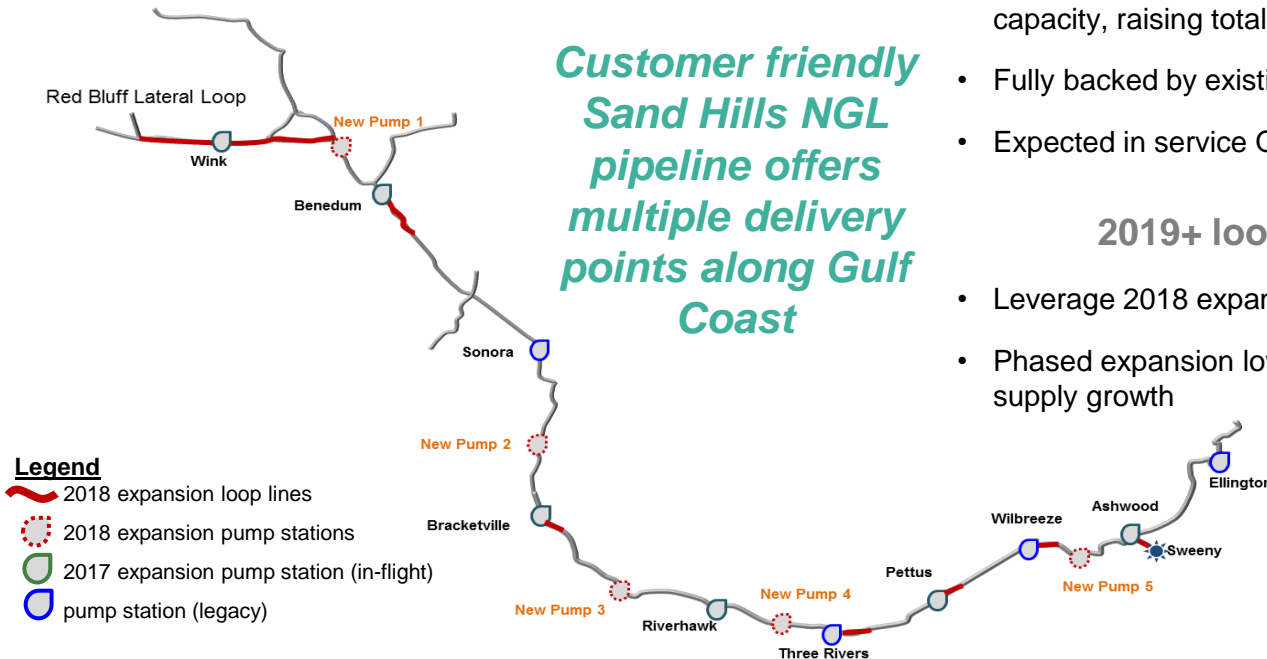 capacity, raising total
Customer friendly
Sand Hills NGL
pipeline offers
multiple delivery
points along Gulf
Coast
• Fully backed by
• Expected in service
2019+
• Leverage 2018
• Phased expansion
supply growth
Red Bluff Lateral Loop
New Pump 1
Wink
Benedum
Sonora
New Pump 2
Bracketville
New Pump 3
Riverhawk
New Pump 4
Three Rivers
Pettus
Wilbreeze
New Pump 5
Ashwood
Sweeny
Ellington
Legend
2018 expansion loop lines
2018 expansion pump stations
2017 expansion pump station (in-flight)
pump station (legacy)